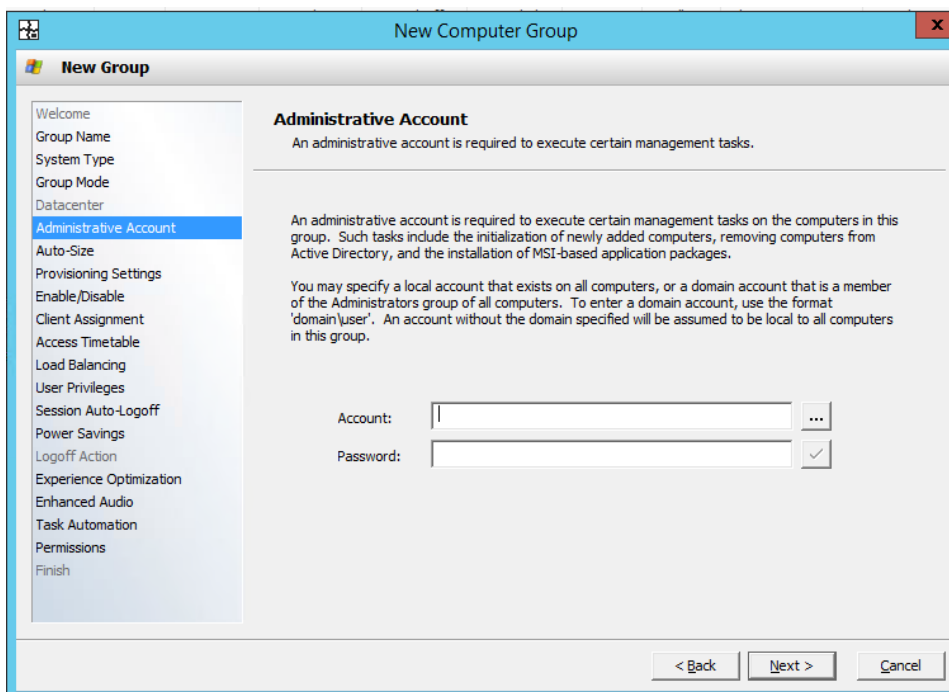 New Computer Group
x
New Group
Welcome
Group Name
System Type
Group Mode
Datacenter
Administrative Account
Auto-Size
Provisioning Settings
Enable/Disable
Client Assignment
Access Timetable
Load Balancing
User Privileges
Session Auto-Logoff
Power Savings
Logoff Action
Experience Optimization
Enhanced Audio
Task Automation
Permissions
Finish
Administrative Account
An administrative account is required to execute certain management tasks.
An administrative account is required to execute certain management tasks on the computers in this
group. Such tasks include the initialization of newly added computers, removing computers from
Active Directory, and the installation of MSI-based application packages.
You may specify a local account that exists on all computers, or a domain account that is a member
of the Administrators group of all computers. To enter a domain account, use the format
'domain\user'. An account without the domain specified will be assumed to be local to all computers
in this group.
Account:
...
Password:
< Back
Next >
Cancel